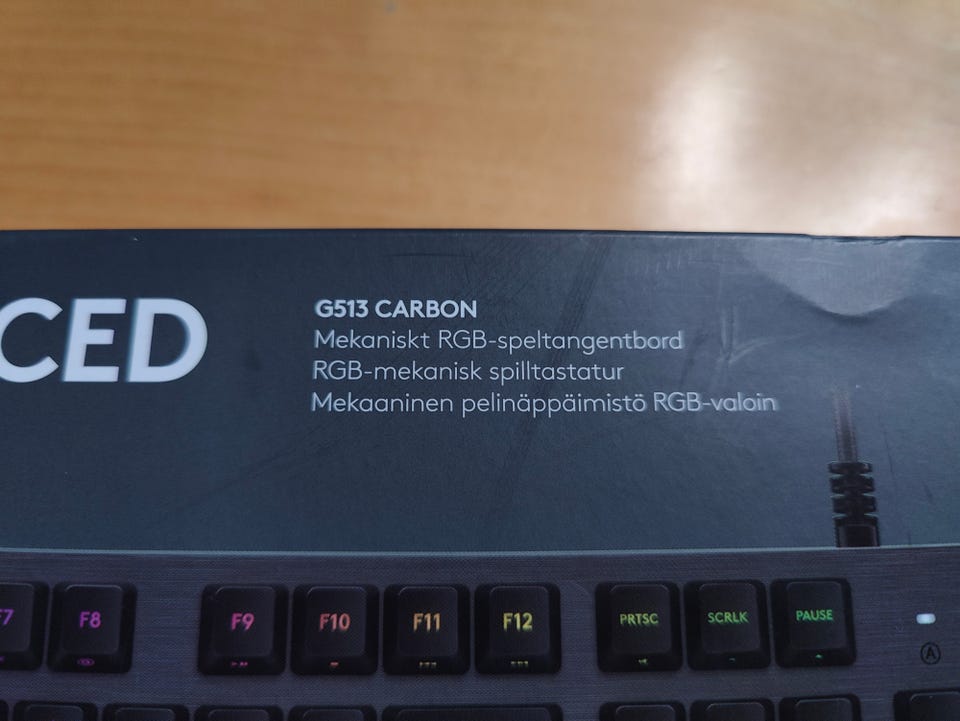 CED
G513 CARBON
Mekaniskt RGB-speltangentbord
RGB-mekanisk spilltastatur
Mekaaninen pelinäppäimistö RGB-valoin
F7 F8 F9 F10 F11 F12 PRTSC SCRLK PAUSE
A